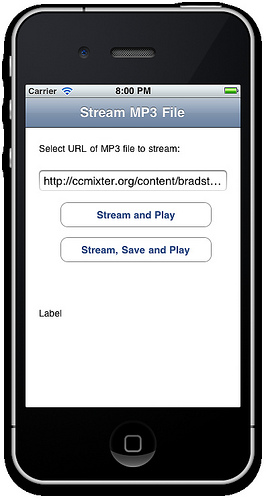 Carrier 8:00 PM
Stream MP3 File
Select URL of MP3 file to stream:
http://ccmixter.org/content/bradst...
Stream and Play
Stream, Save and Play
Label